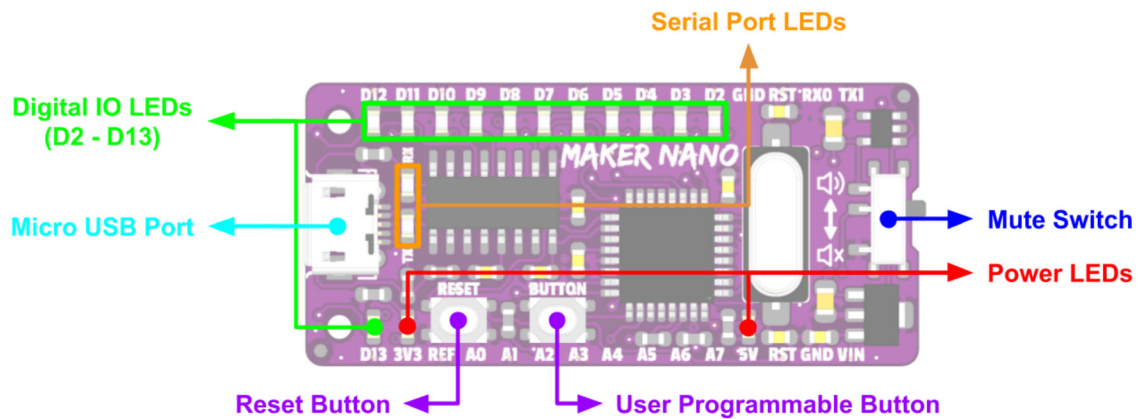 Serial Port LEDs
D12 D11 D10 D9 D8 D7 D6 D5 D4 D3 D2 GND RST RX0 TX1
Digital IO LEDs
(D2 - D13)
MAKER NANO
RX
Micro USB Port
Mute Switch
TX
Power LEDs
RESET BUTTON
D13 3V3 REF A0 A1 A2 A3 A4 A5 A6 A7 5V RST GND VIN
Reset Button
User Programmable Button